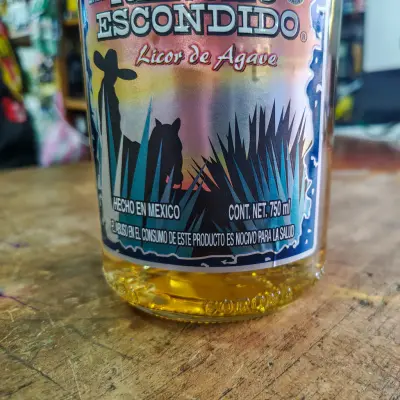 ESCONDIDO®
Licor de Agave
HECHO EN MEXICO
CONT. NET. 750 ml
EL ABUSO EN EL CONSUMO DE ESTE PRODUCTO ES NOCIVO PARA LA SALUD